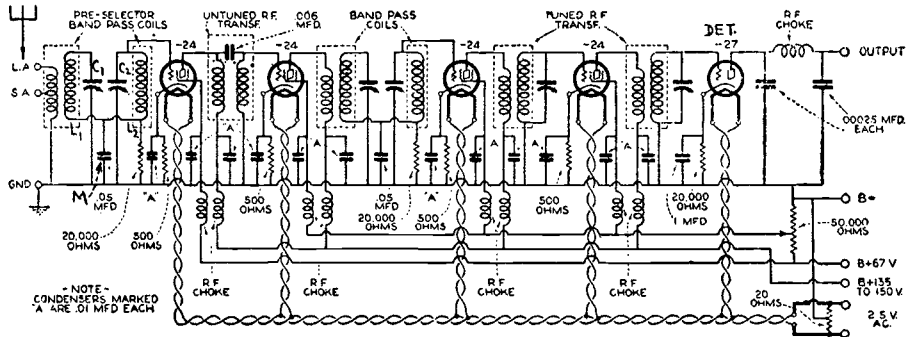 PRE-SELECTOR
BAND PASS COILS
UNTUNED R.F.
TRANSF.
.006
MFD.
BAND PASS
COILS
TUNED R.F.
TRANSF.
DET.
R F
CHOKE
-24
-24
-24
-24
-27
OUTPUT
L.A
S A
C1
C2
L1
L2
.00025 MFD.
EACH
GND
M
.05
MFD
"A"
A
A
.05
MFD
"A"
A
A
A
20,000
OHMS
500
OHMS
500
OHMS
20,000
OHMS
500
OHMS
500
OHMS
20,000
OHMS
1 MFD
B-
50,000
OHMS
B+67 V
B+135
TO 150 V.
R F
CHOKE
R F
CHOKE
R F
CHOKE
R F
CHOKE
20
OHMS
2.5 V.
A.C.
- NOTE -
CONDENSERS MARKED
"A" ARE .01 MFD EACH